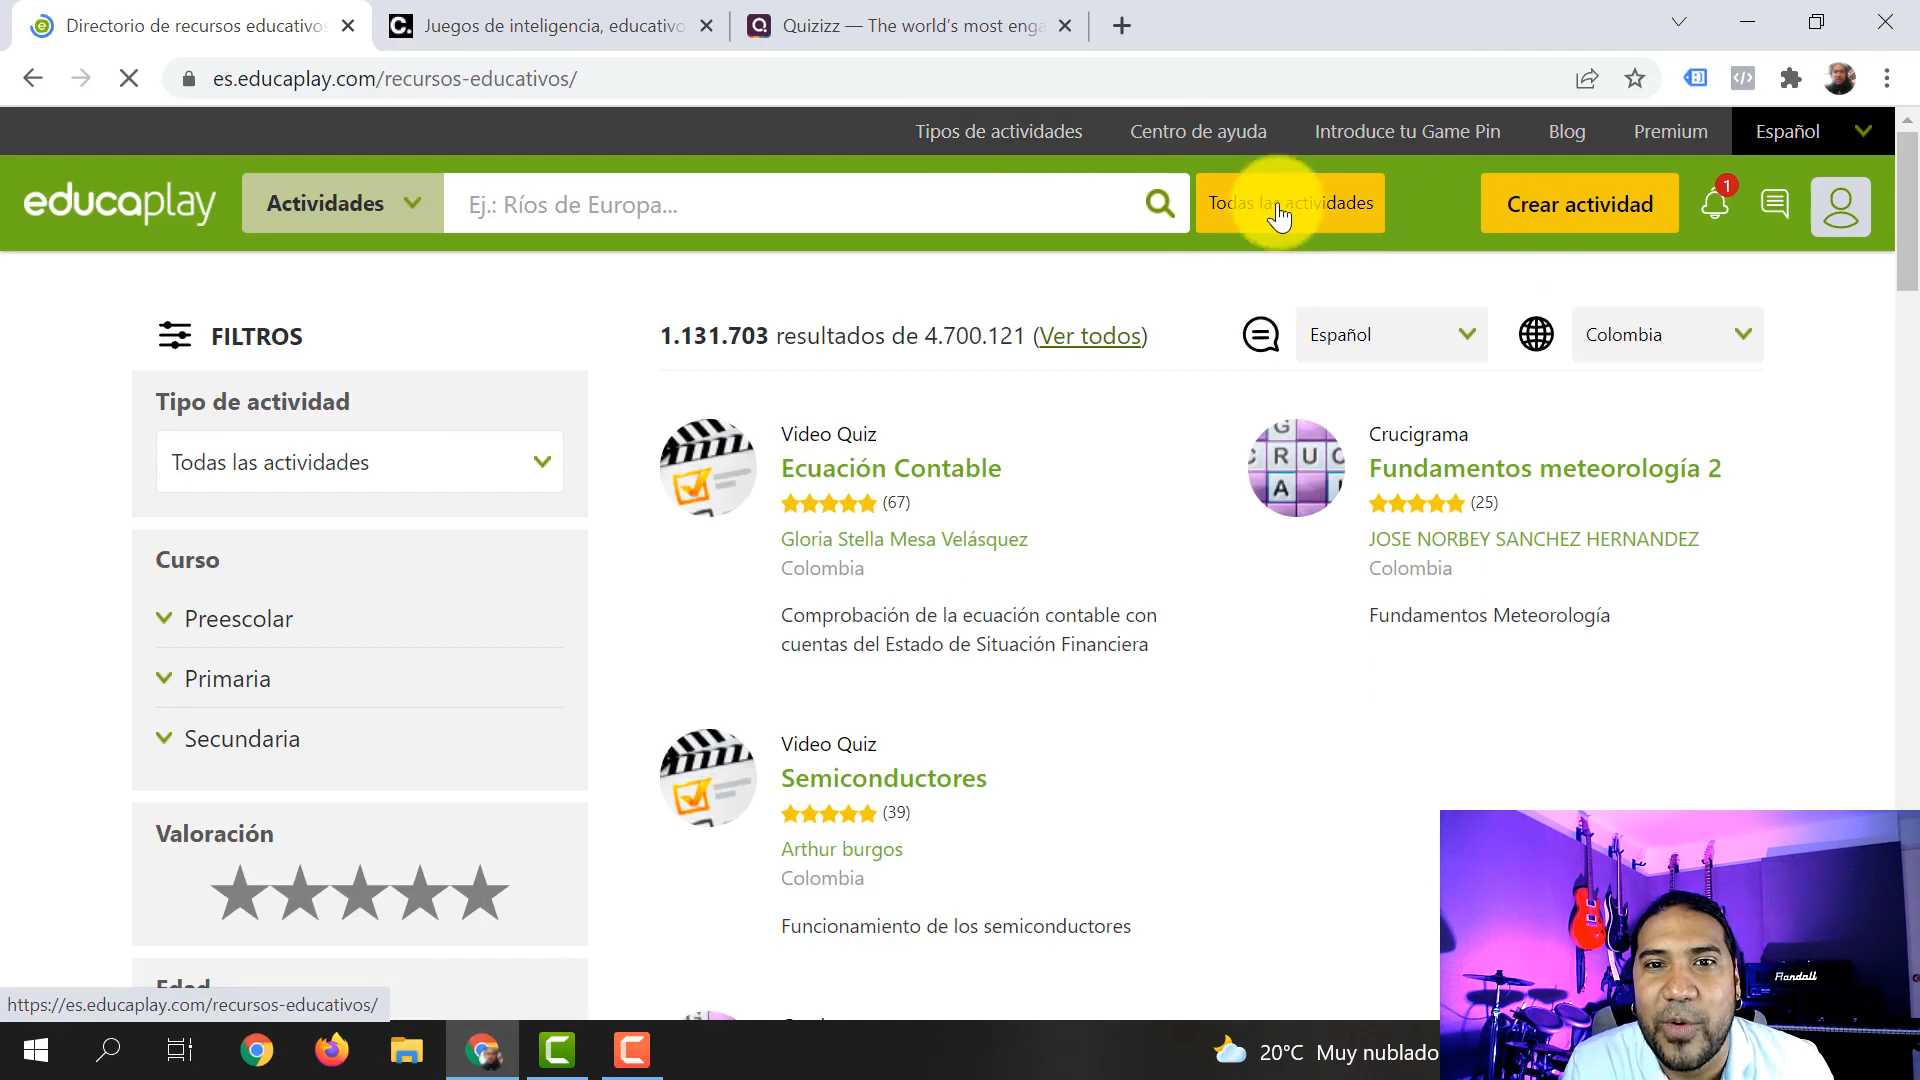 Directorio de recursos educativos
Juegos de inteligencia, educativo
Quizizz — The world's most enga
es.educaplay.com/recursos-educativos/
Tipos de actividades
Centro de ayuda
Introduce tu Game Pin
Blog
Premium
Español
educaplay
Actividades
Ej.: Ríos de Europa...
Todas las actividades
Crear actividad
1
FILTROS
1.131.703 resultados de 4.700.121 (Ver todos)
Español
Colombia
Tipo de actividad
Todas las actividades
Curso
Preescolar
Primaria
Secundaria
Valoración
Edad
Video Quiz
Ecuación Contable
(67)
Gloria Stella Mesa Velásquez
Colombia
Comprobación de la ecuación contable con
cuentas del Estado de Situación Financiera
Crucigrama
Fundamentos meteorología 2
(25)
JOSE NORBEY SANCHEZ HERNANDEZ
Colombia
Fundamentos Meteorología
Video Quiz
Semiconductores
(39)
Arthur burgos
Colombia
Funcionamiento de los semiconductores
https://es.educaplay.com/recursos-educativos/
20°C Muy nublado
Randall